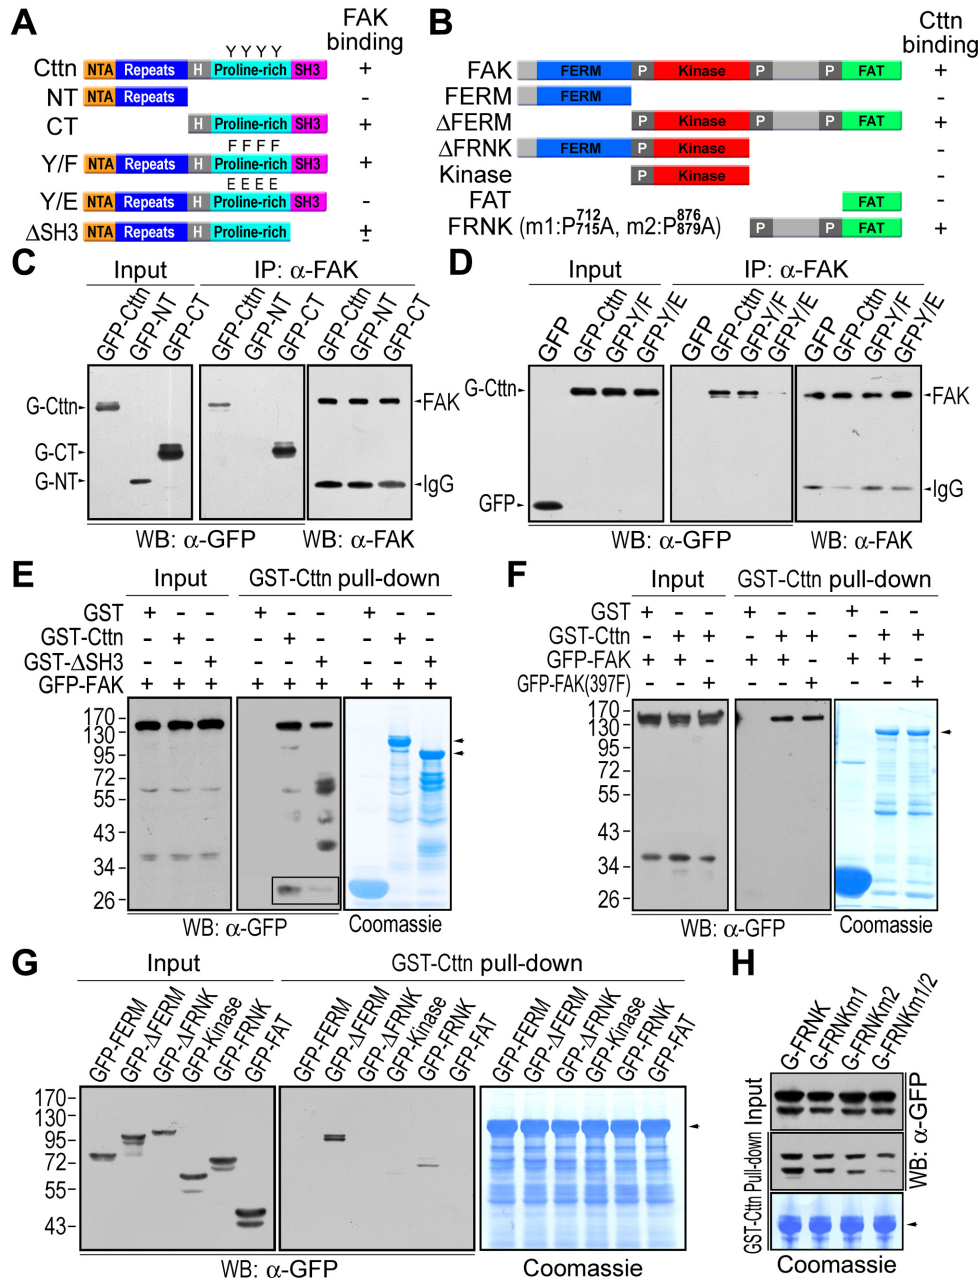 A
FAK binding
Y Y Y Y
Cttn NTA Repeats H Proline-rich SH3 +
NT NTA Repeats -
CT H Proline-rich SH3 +
F F F F
Y/F NTA Repeats H Proline-rich SH3 +
E E E E
Y/E NTA Repeats H Proline-rich SH3 -
ΔSH3 NTA Repeats H Proline-rich ±
B
Cttn binding
FAK FERM P Kinase P P FAT +
FERM FERM -
ΔFERM P Kinase P P FAT +
ΔFRNK FERM P Kinase -
Kinase P Kinase -
FAT FAT -
FRNK (m1:P712/715A, m2:P876/879A) P P FAT +
C
Input IP: α-FAK
GFP-Cttn GFP-NT GFP-CT GFP-Cttn GFP-NT GFP-CT GFP-Cttn GFP-NT GFP-CT
G-Cttn FAK
G-CT
G-NT IgG
WB: α-GFP WB: α-FAK
D
Input IP: α-FAK
GFP GFP-Cttn GFP-Y/F GFP-Y/E GFP GFP-Cttn GFP-Y/F GFP-Y/E GFP GFP-Cttn GFP-Y/F GFP-Y/E
G-Cttn FAK
IgG
GFP
WB: α-GFP WB: α-FAK
E
Input GST-Cttn pull-down
GST + - - + - - + - -
GST-Cttn - + - - + - - + -
GST-ΔSH3 - - + - - + - - +
GFP-FAK + + + + + + + + +
170
130
95
72
55
43
34
26
WB: α-GFP Coomassie
F
Input GST-Cttn pull-down
GST + - - + - - + - -
GST-Cttn - + + - + + - + +
GFP-FAK + + - + + - + + -
GFP-FAK(397F) - - + - - + - - +
170
130
95
72
55
43
34
26
WB: α-GFP Coomassie
G
Input GST-Cttn pull-down
GFP-FERM GFP-ΔFERM GFP-ΔFRNK GFP-Kinase GFP-FRNK GFP-FAT GFP-FERM GFP-ΔFERM GFP-ΔFRNK GFP-Kinase GFP-FRNK GFP-FAT GFP-FERM GFP-ΔFERM GFP-ΔFRNK GFP-Kinase GFP-FRNK GFP-FAT
170
130
95
72
55
43
WB: α-GFP Coomassie
H
G-FRNK G-FRNKm1 G-FRNKm2 G-FRNKm1/2
Input
GST-Cttn Pull-down
WB: α-GFP
Coomassie